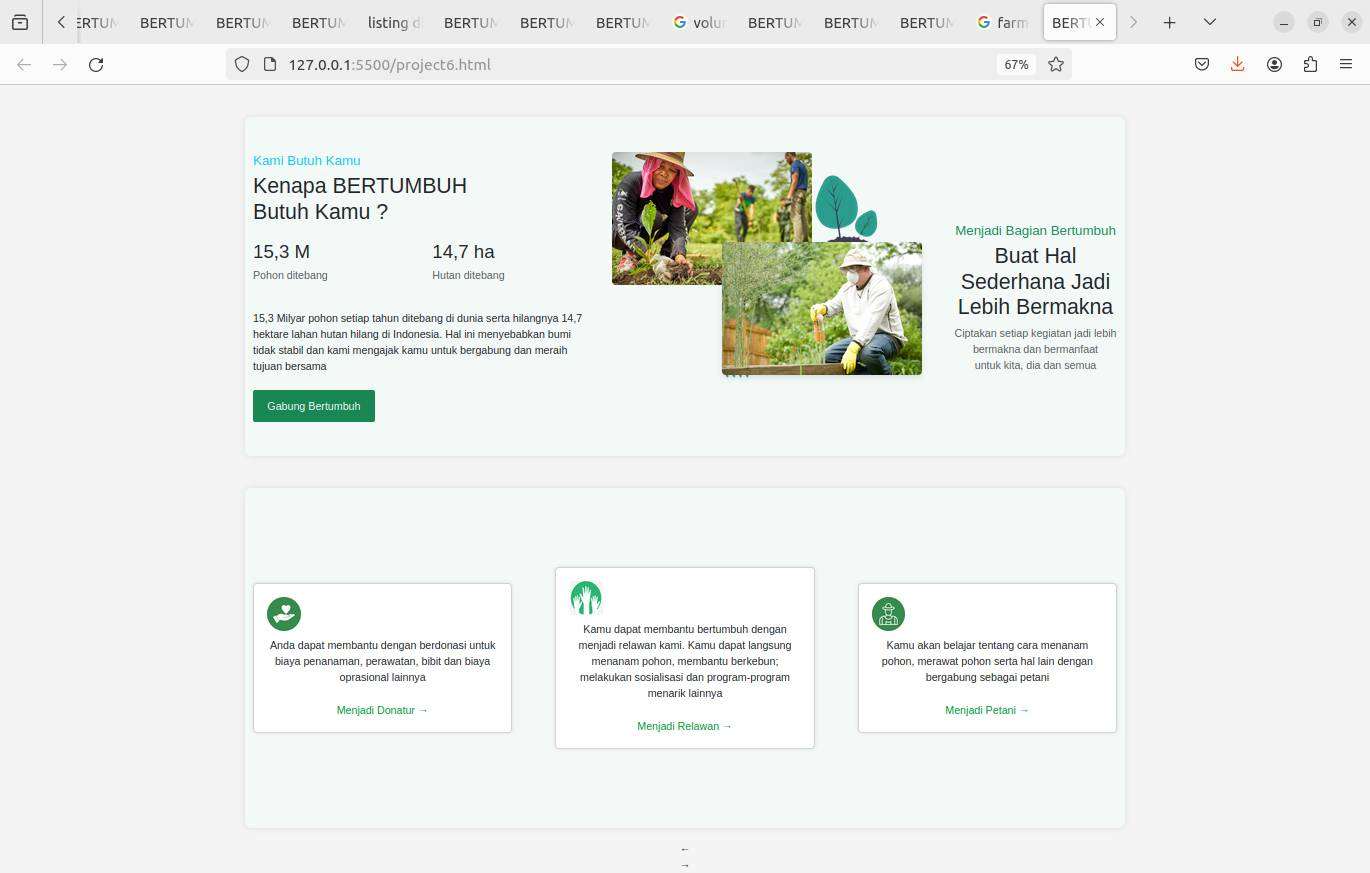 BERTUM
BERTUM
BERTUM
listing d
BERTUM
BERTUM
BERTUM
volu
BERTUM
BERTUM
BERTUM
farm
BERT
127.0.0.1:5500/project6.html
67%
Kami Butuh Kamu
Kenapa BERTUMBUH
Butuh Kamu ?
15,3 M
14,7 ha
Pohon ditebang
Hutan ditebang
15,3 Milyar pohon setiap tahun ditebang di dunia serta hilangnya 14,7
hektare lahan hutan hilang di Indonesia. Hal ini menyebabkan bumi
tidak stabil dan kami mengajak kamu untuk bergabung dan meraih
tujuan bersama
Gabung Bertumbuh
Menjadi Bagian Bertumbuh
Buat Hal
Sederhana Jadi
Lebih Bermakna
Ciptakan setiap kegiatan jadi lebih
bermakna dan bermanfaat
untuk kita, dia dan semua
Anda dapat membantu dengan berdonasi untuk
biaya penanaman, perawatan, bibit dan biaya
oprasional lainnya
Menjadi Donatur →
Kamu dapat membantu bertumbuh dengan
menjadi relawan kami. Kamu dapat langsung
menanam pohon, membantu berkebun;
melakukan sosialisasi dan program-program
menarik lainnya
Menjadi Relawan →
Kamu akan belajar tentang cara menanam
pohon, merawat pohon serta hal lain dengan
bergabung sebagai petani
Menjadi Petani →
←
→